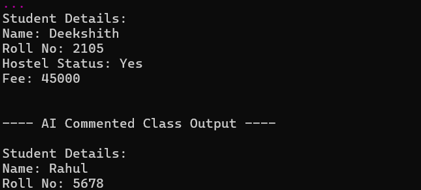 ...
Student Details:
Name: Deekshith
Roll No: 2105
Hostel Status: Yes
Fee: 45000
---- AI Commented Class Output ----
Student Details:
Name: Rahul
Roll No: 5678